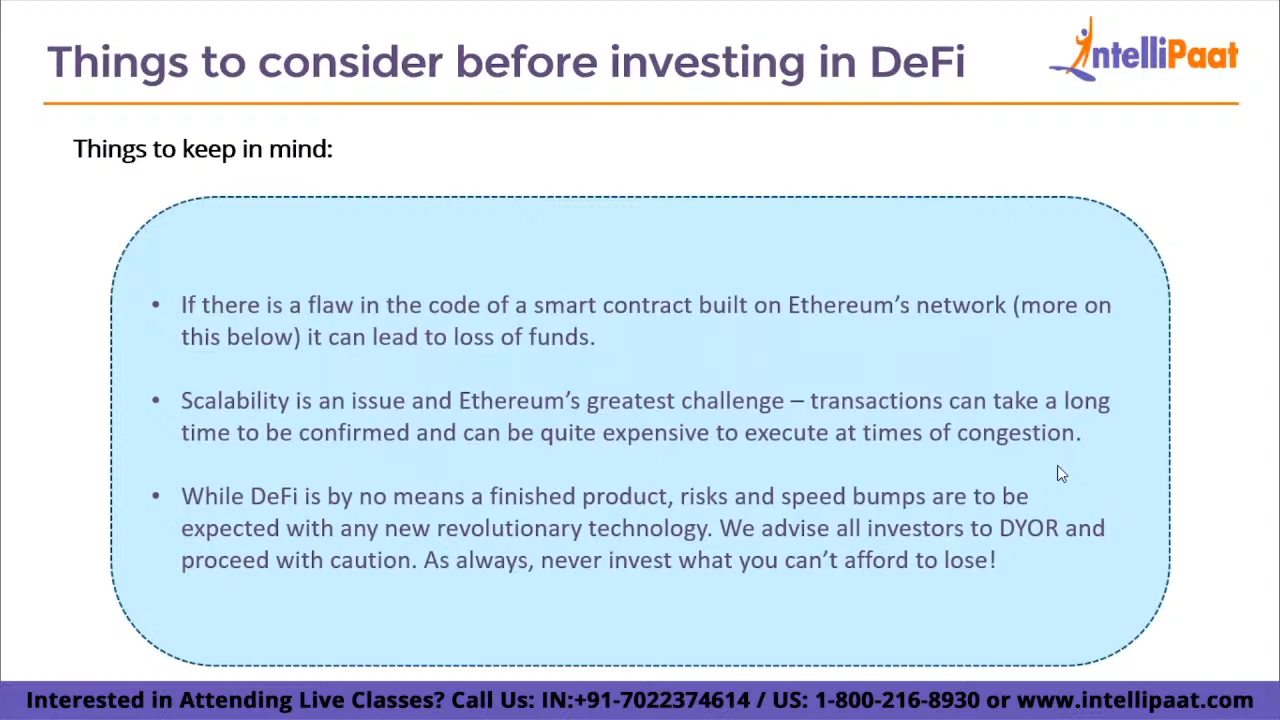 Things to consider before investing in DeFi
IntelliPaat
Things to keep in mind:
• If there is a flaw in the code of a smart contract built on Ethereum’s network (more on
this below) it can lead to loss of funds.
• Scalability is an issue and Ethereum’s greatest challenge – transactions can take a long
time to be confirmed and can be quite expensive to execute at times of congestion.
• While DeFi is by no means a finished product, risks and speed bumps are to be
expected with any new revolutionary technology. We advise all investors to DYOR and
proceed with caution. As always, never invest what you can’t afford to lose!
Interested in Attending Live Classes? Call Us: IN:+91-7022374614 / US: 1-800-216-8930 or www.intellipaat.com